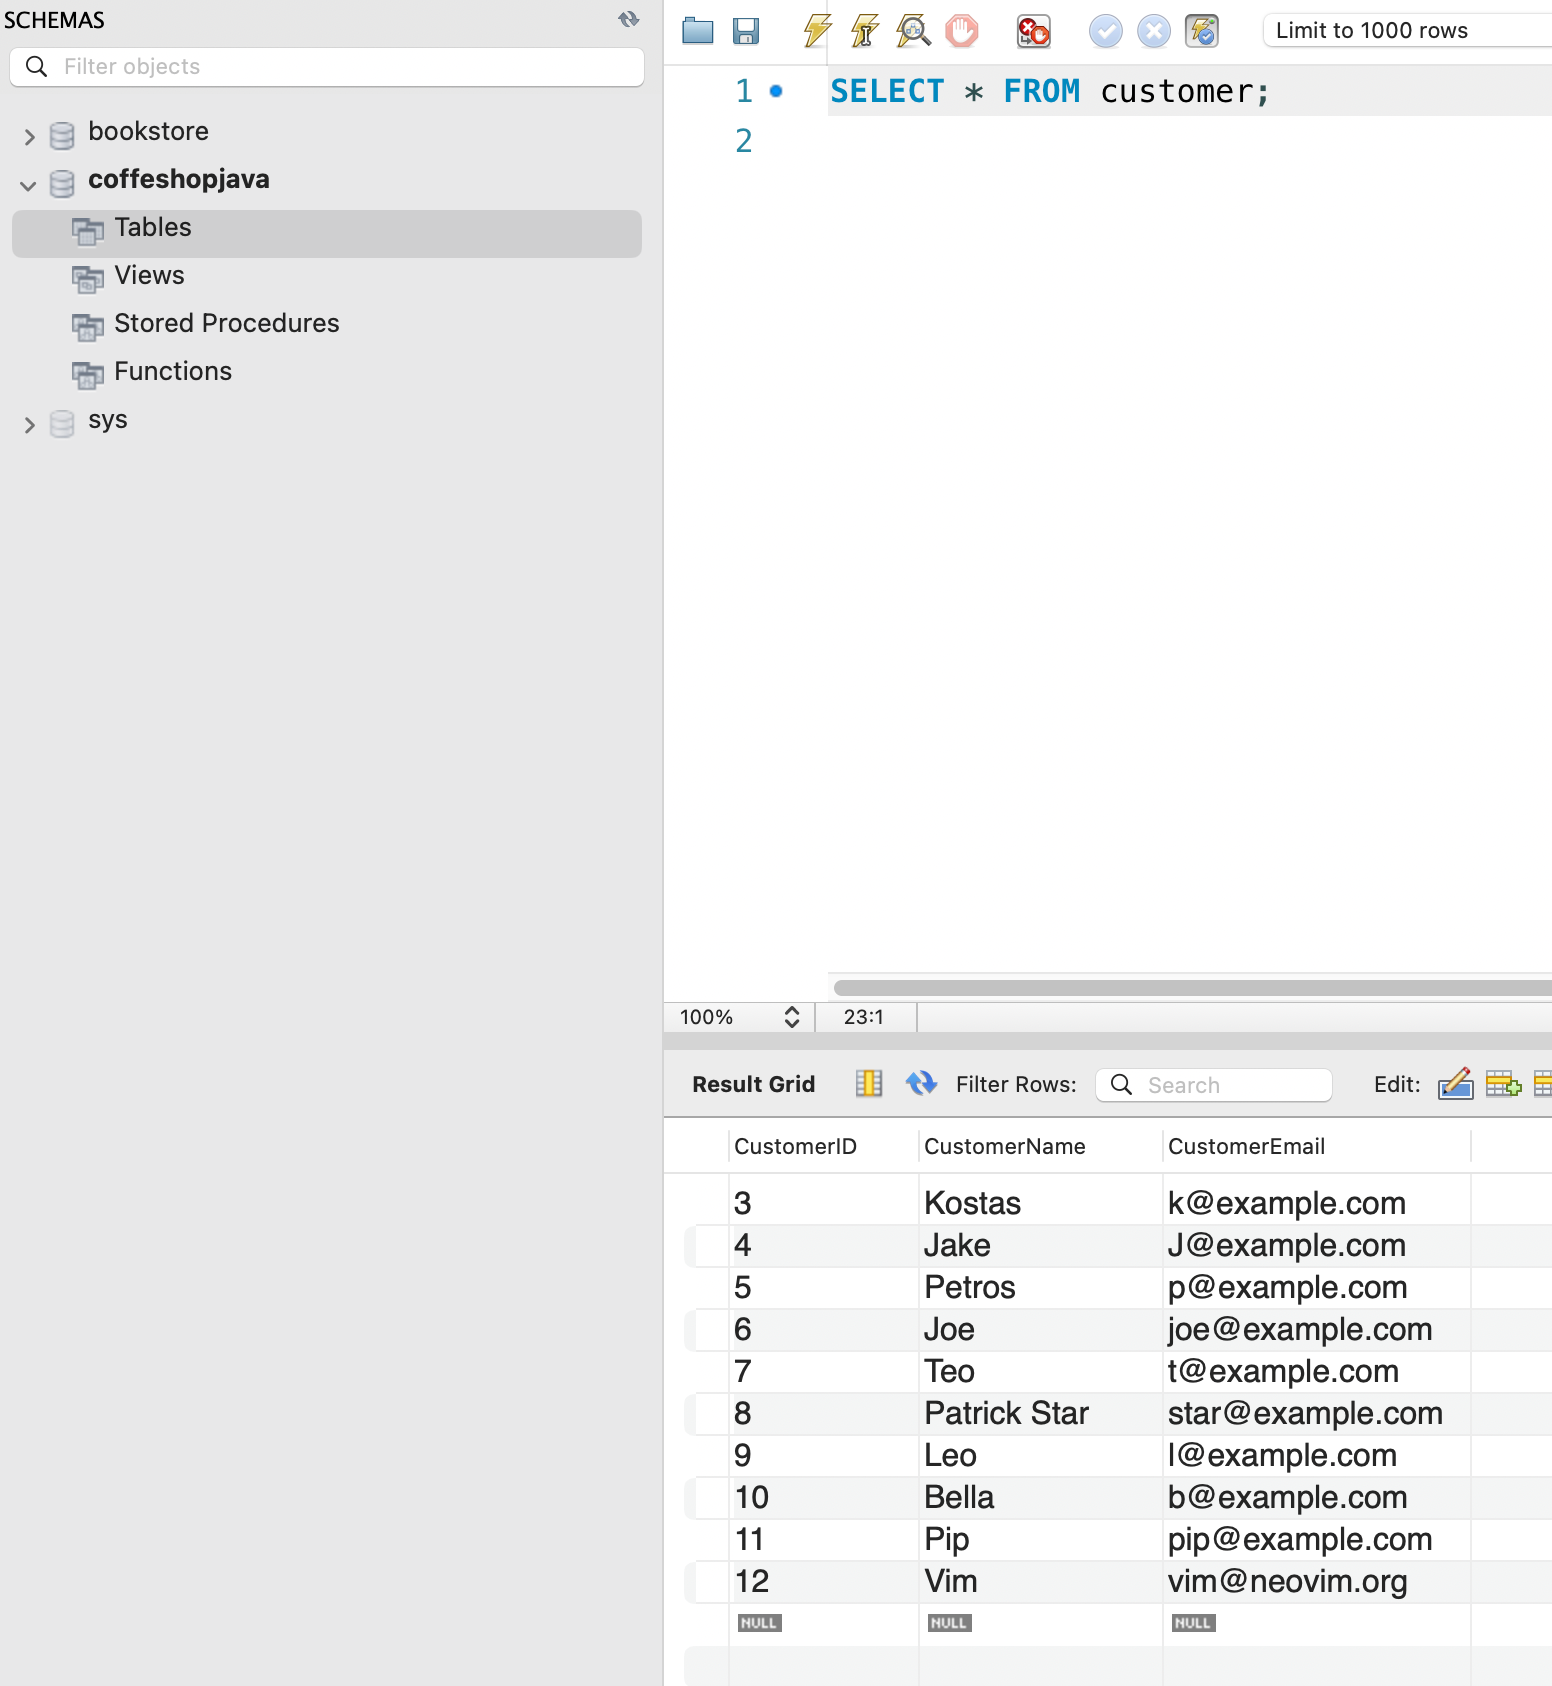 SCHEMAS
Filter objects
bookstore
coffeshopjava
Tables
Views
Stored Procedures
Functions
sys
Limit to 1000 rows
1 SELECT * FROM customer;
2
100% 23:1
Result Grid Filter Rows: Search Edit:
CustomerID CustomerName CustomerEmail
3 Kostas k@example.com
4 Jake J@example.com
5 Petros p@example.com
6 Joe joe@example.com
7 Teo t@example.com
8 Patrick Star star@example.com
9 Leo l@example.com
10 Bella b@example.com
11 Pip pip@example.com
12 Vim vim@neovim.org
NULL NULL NULL